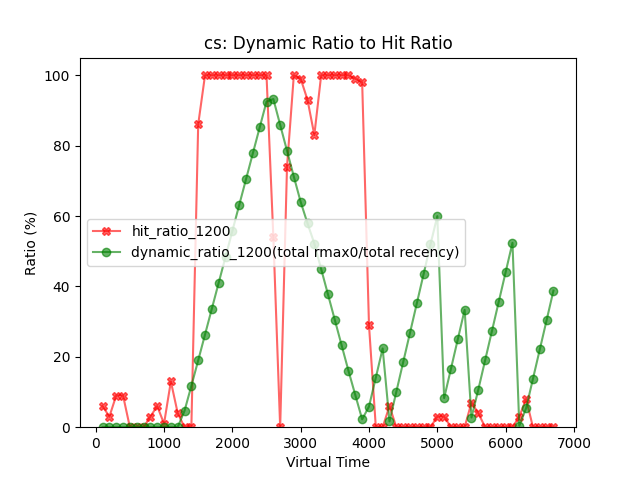 cs: Dynamic Ratio to Hit Ratio
100
80
60
40
20
0
Ratio (%)
hit_ratio_1200
dynamic_ratio_1200(total rmax0/total recency)
0 1000 2000 3000 4000 5000 6000 7000
Virtual Time